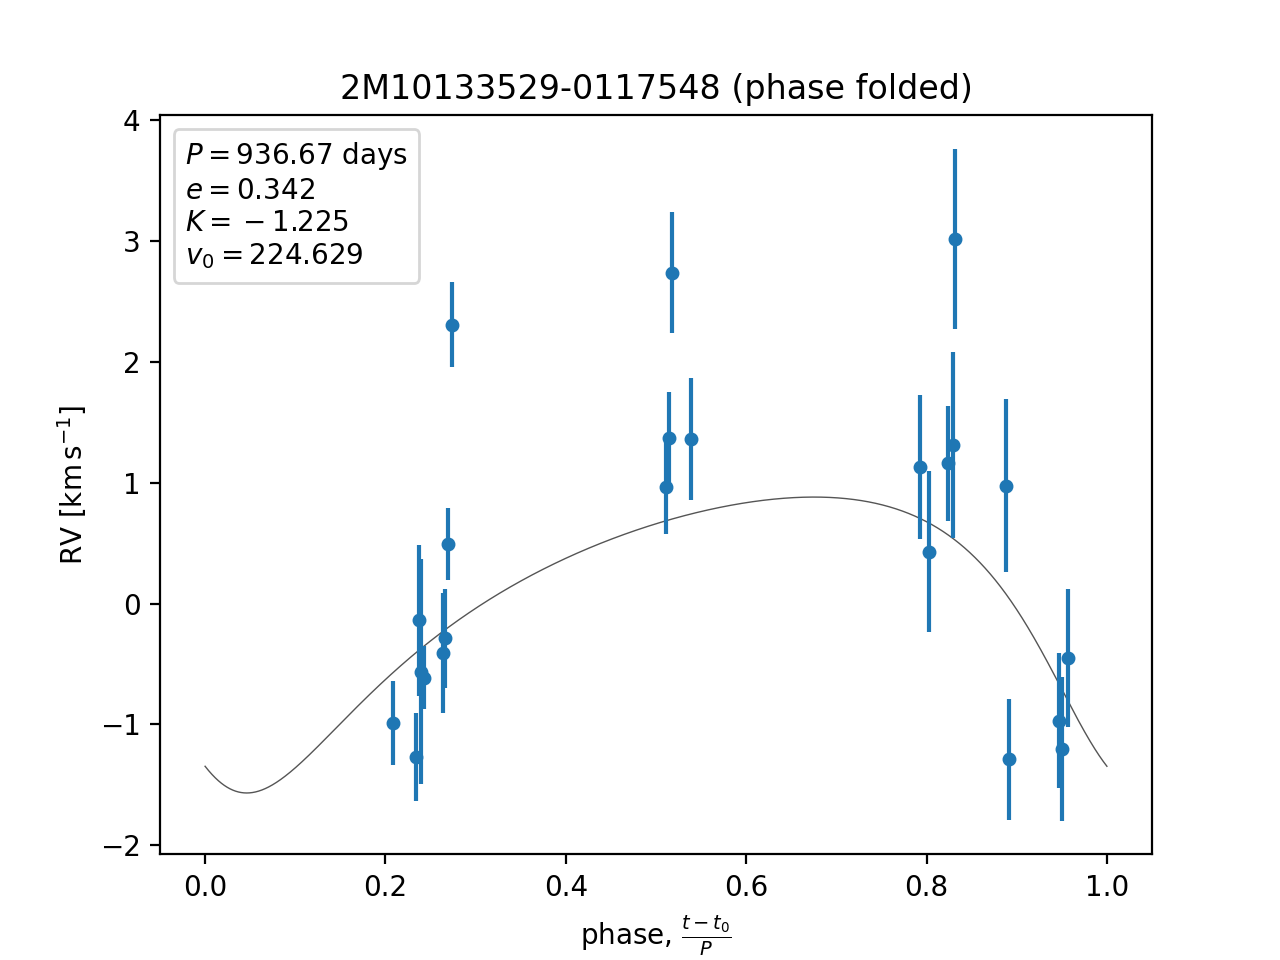 2M10133529-0117548 (phase folded)
P = 936.67 days
e = 0.342
K = −1.225
v₀ = 224.629
4
3
2
1
0
−1
−2
RV [km s⁻¹]
0.0 0.2 0.4 0.6 0.8 1.0
phase, (t − t₀)/P